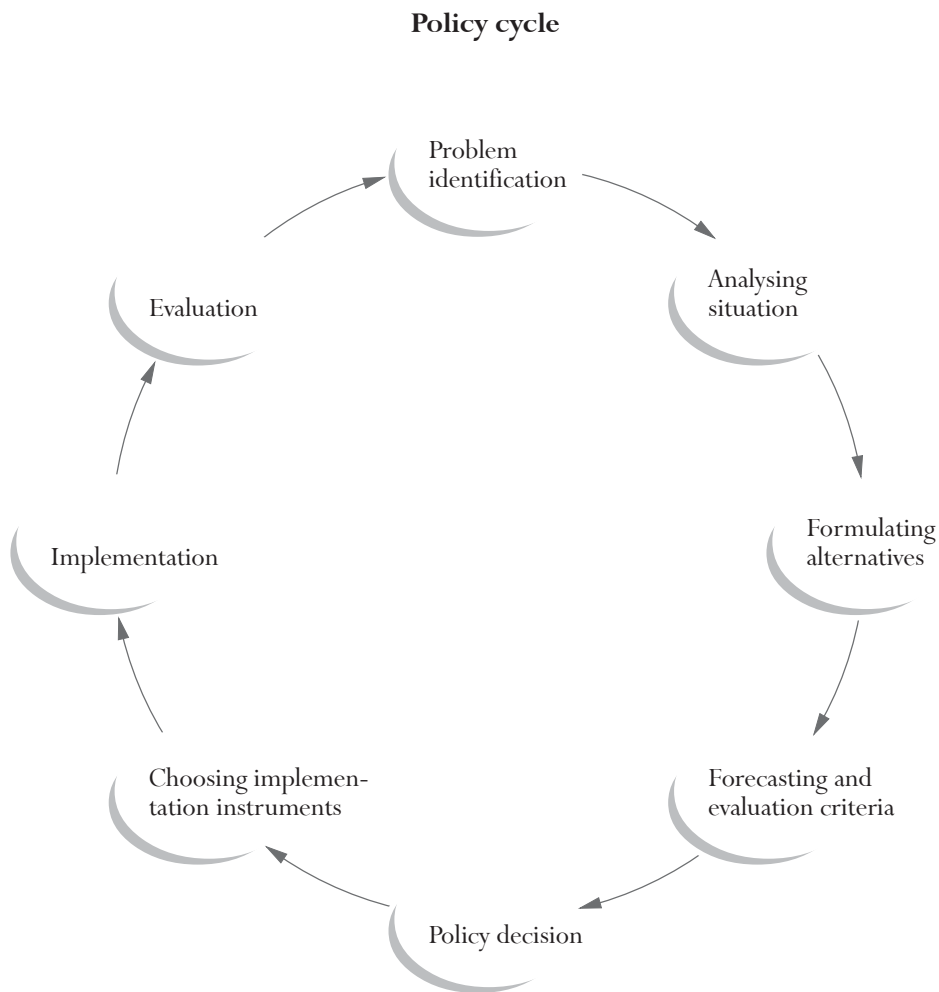 Policy cycle
Problem
identification
Analysing
situation
Formulating
alternatives
Forecasting and
evaluation criteria
Policy decision
Choosing implemen-
tation instruments
Implementation
Evaluation